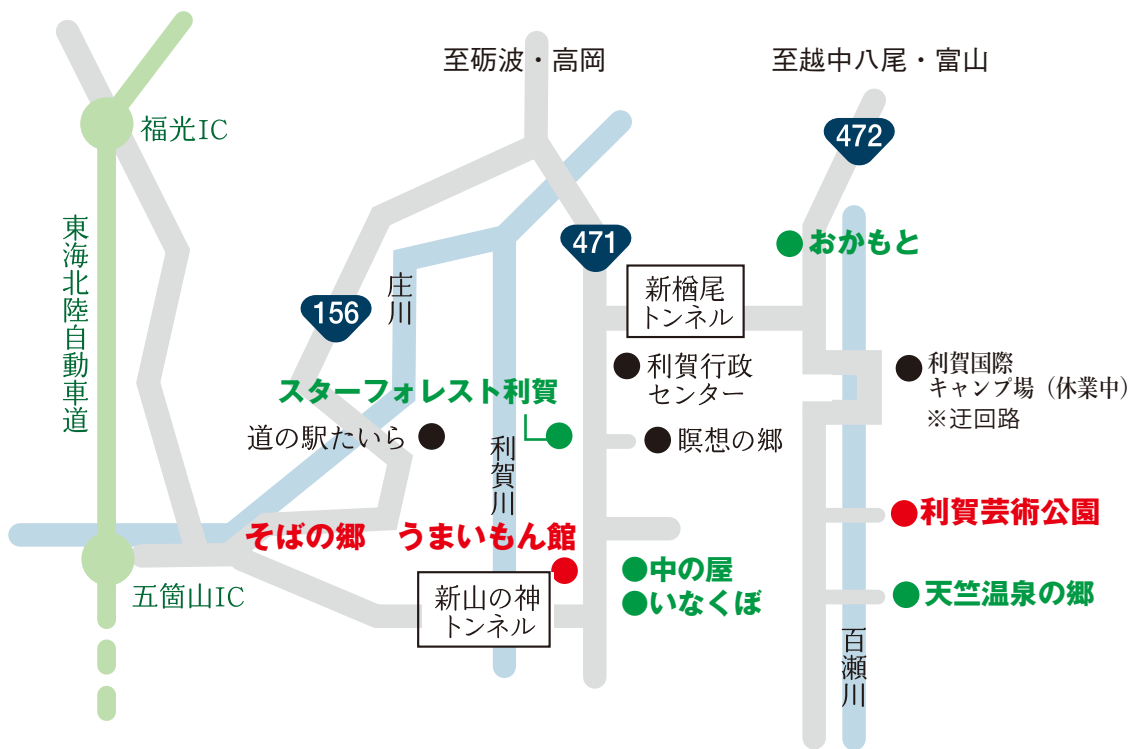 至砺波・高岡
至越中八尾・富山
472
福光IC
東海北陸自動車道
471
おかもと
庄川
新楢尾
トンネル
156
利賀行政
センター
利賀国際
キャンプ場（休業中）
※迂回路
スターフォレスト利賀
道の駅たいら
利賀川
瞑想の郷
利賀芸術公園
そばの郷　うまいもん館
中の屋
いなくぼ
天竺温泉の郷
五箇山IC
新山の神
トンネル
百瀬川